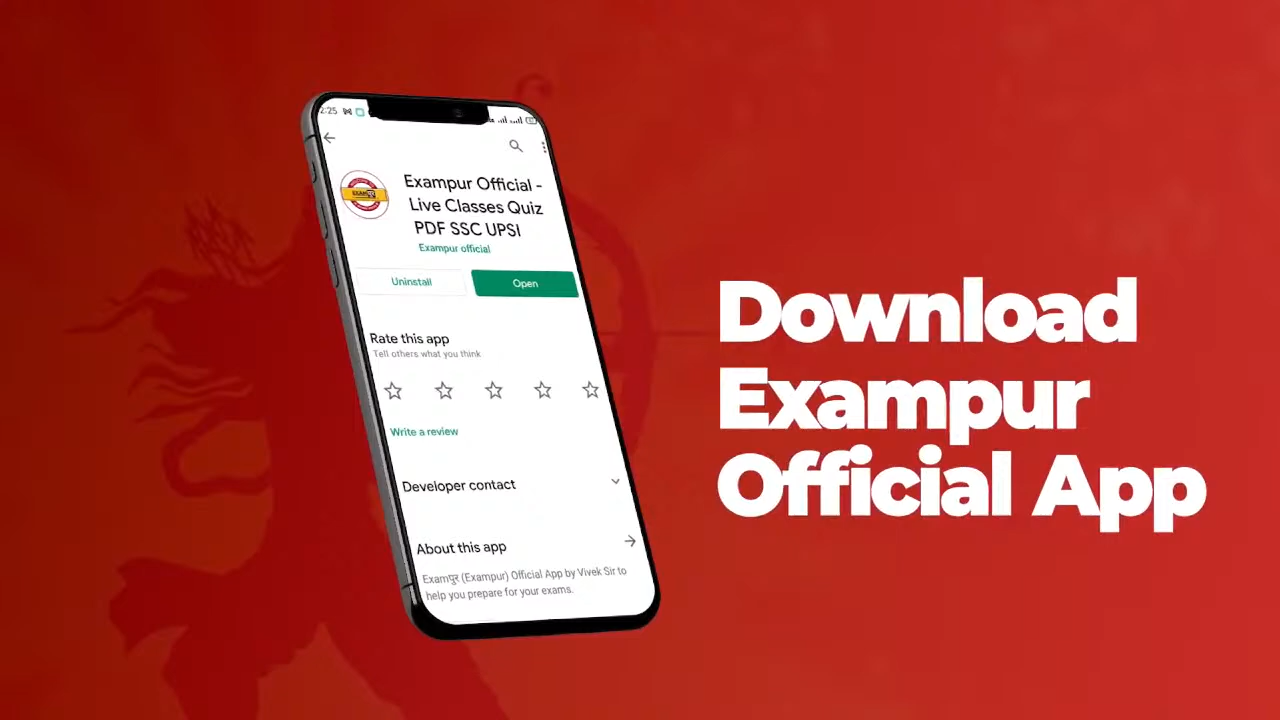 2:25
Exampur Official -
Live Classes Quiz
PDF SSC UPSI
Exampur official
Uninstall
Open
Rate this app
Tell others what you think
Write a review
Developer contact
About this app
Examपुर (Exampur) Official App by Vivek Sir to
help you prepare for your exams.
Download
Exampur
Official App